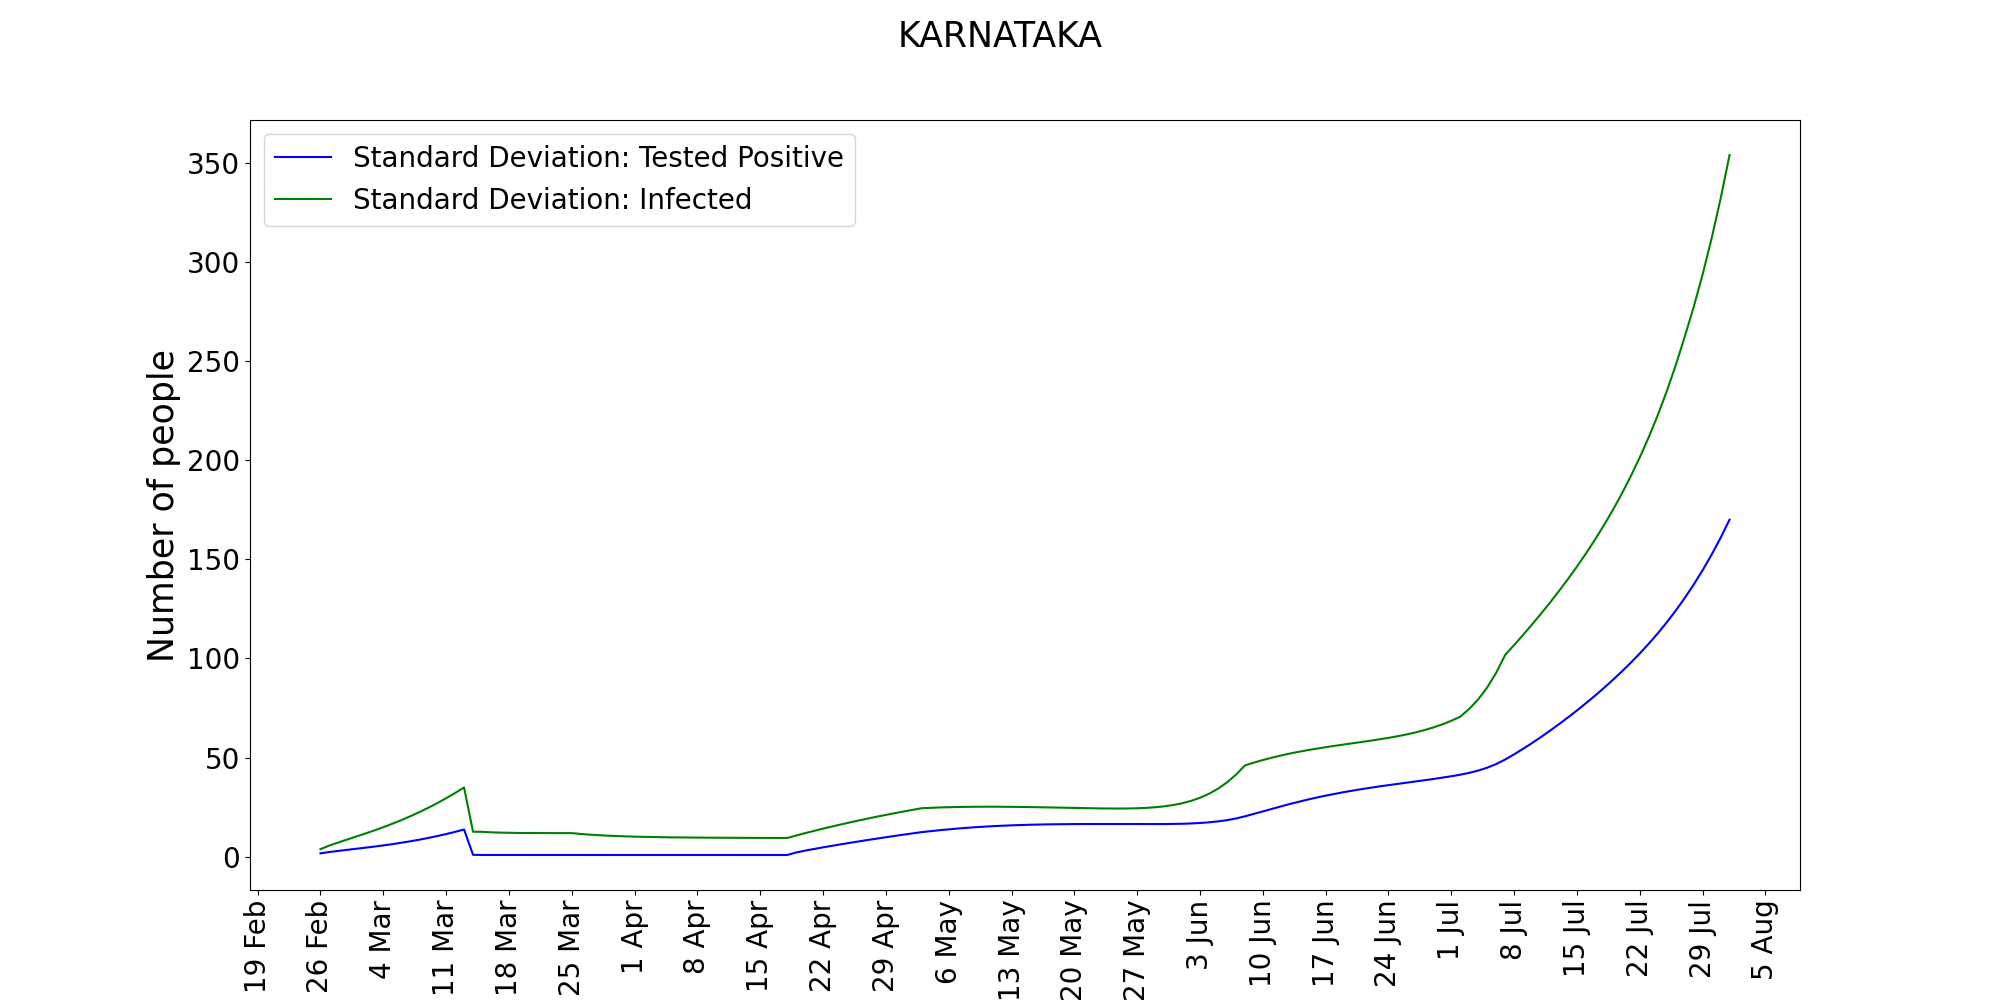 KARNATAKA
Standard Deviation: Tested Positive
Standard Deviation: Infected
Number of people
350
300
250
200
150
100
50
0
19 Feb
26 Feb
4 Mar
11 Mar
18 Mar
25 Mar
1 Apr
8 Apr
15 Apr
22 Apr
29 Apr
6 May
13 May
20 May
27 May
3 Jun
10 Jun
17 Jun
24 Jun
1 Jul
8 Jul
15 Jul
22 Jul
29 Jul
5 Aug